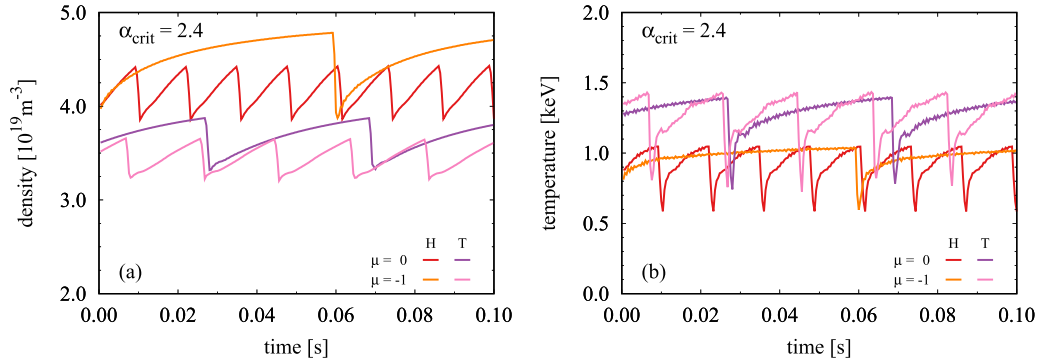 α_crit = 2.4
5.0
4.0
3.0
2.0
density [10^19 m^-3]
H T
μ = 0
μ = -1
(a)
0.00 0.02 0.04 0.06 0.08 0.10
time [s]
α_crit = 2.4
2.0
1.5
1.0
0.5
0.0
temperature [keV]
H T
μ = 0
μ = -1
(b)
0.00 0.02 0.04 0.06 0.08 0.10
time [s]